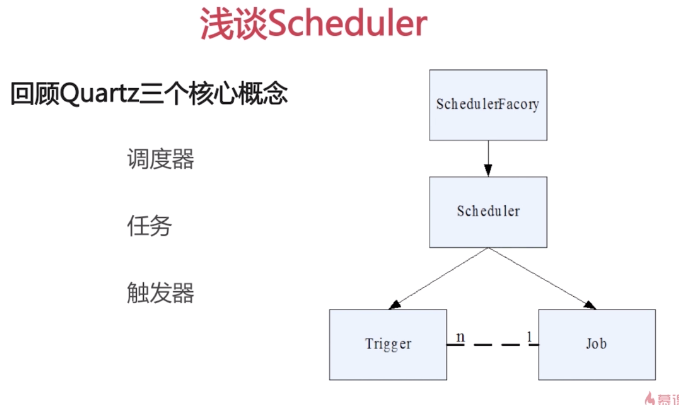 浅谈Scheduler
回顾Quartz三个核心概念
调度器
任务
触发器
SchedulerFacory
Scheduler
Trigger
n
1
Job